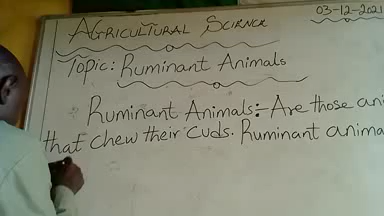 AGRICULTURAL SCIENCE
03-12-2021
Topic: Ruminant Animals
Ruminant Animals:- Are those ani
that chew their cuds. Ruminant anima